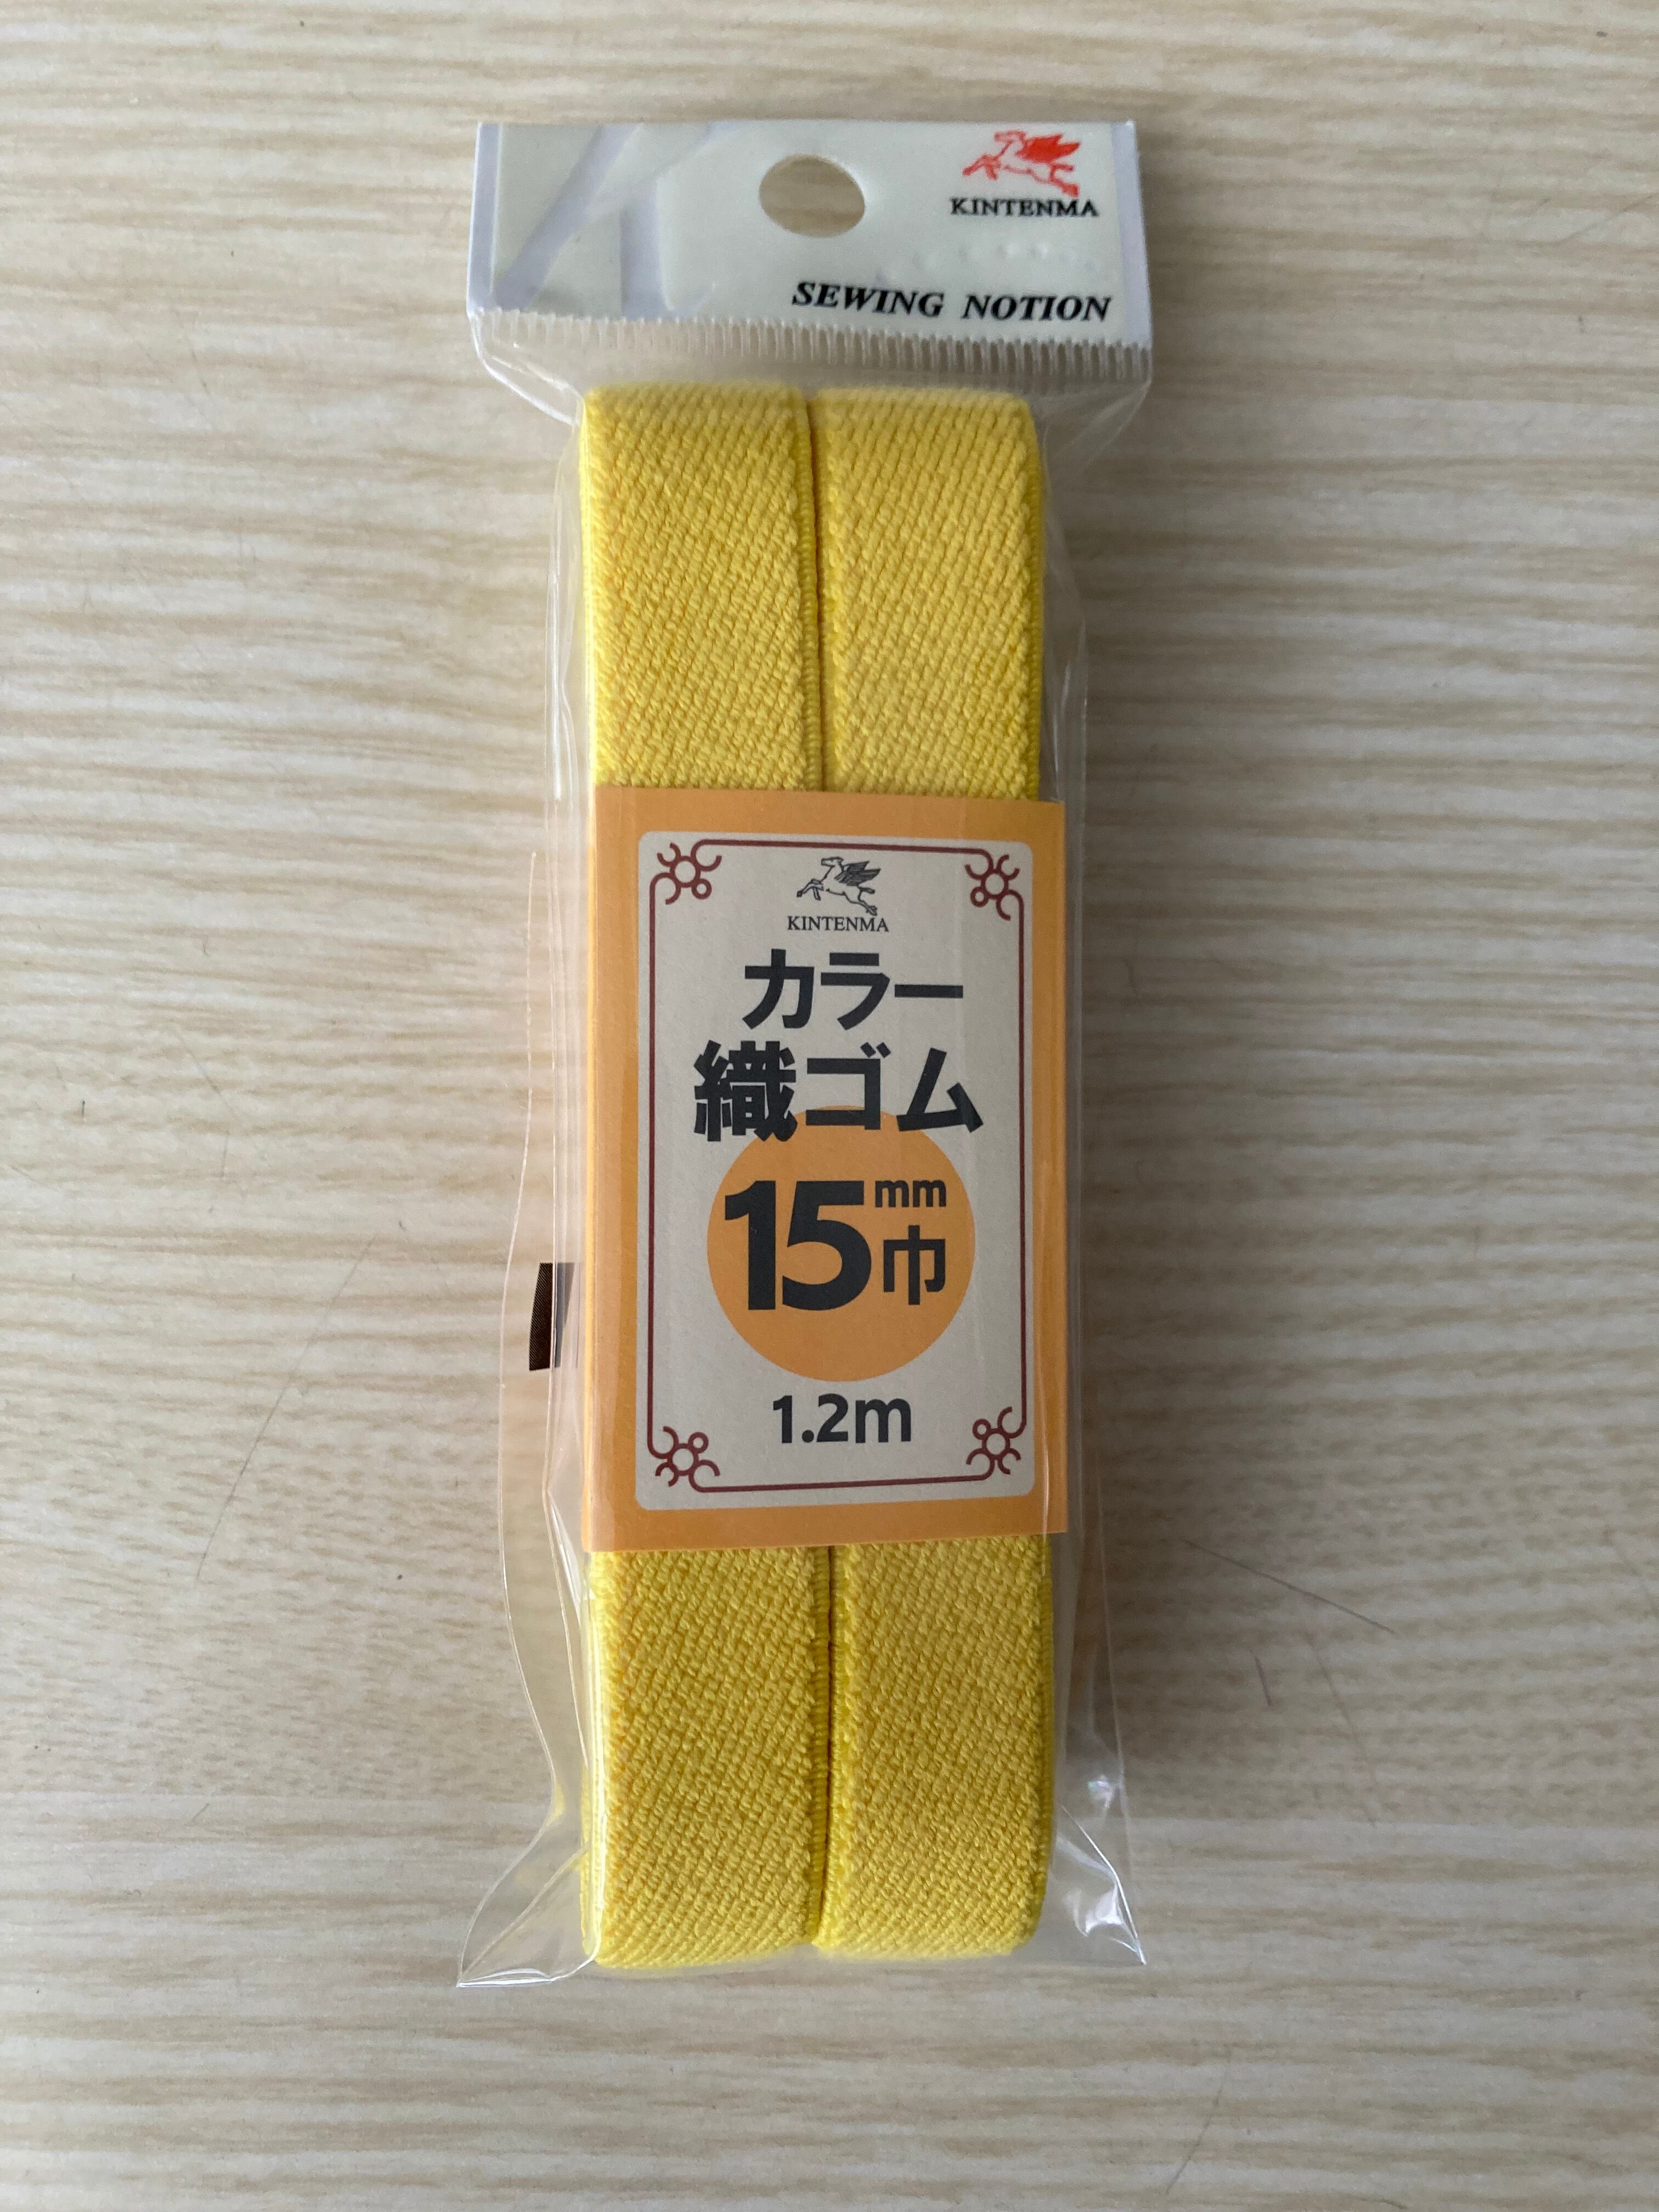 KINTENMA
SEWING NOTION
KINTENMA
カラー
織ゴム
15mm巾
1.2m